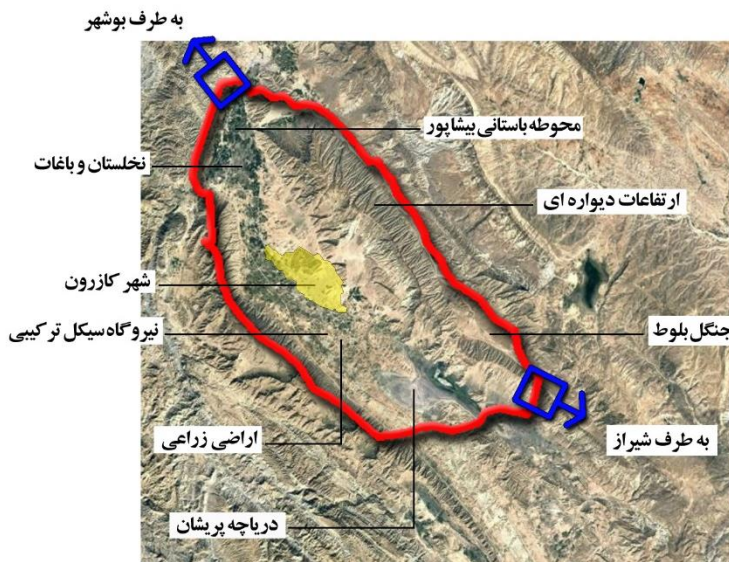 به طرف بوشهر
محوطه باستانی بیشاپور
نخلستان و باغات
ارتفاعات دیواره ای
شهر کازرون
نیروگاه سیکل ترکیبی
جنگل بلوط
اراضی زراعی
به طرف شیراز
دریاچه پریشان